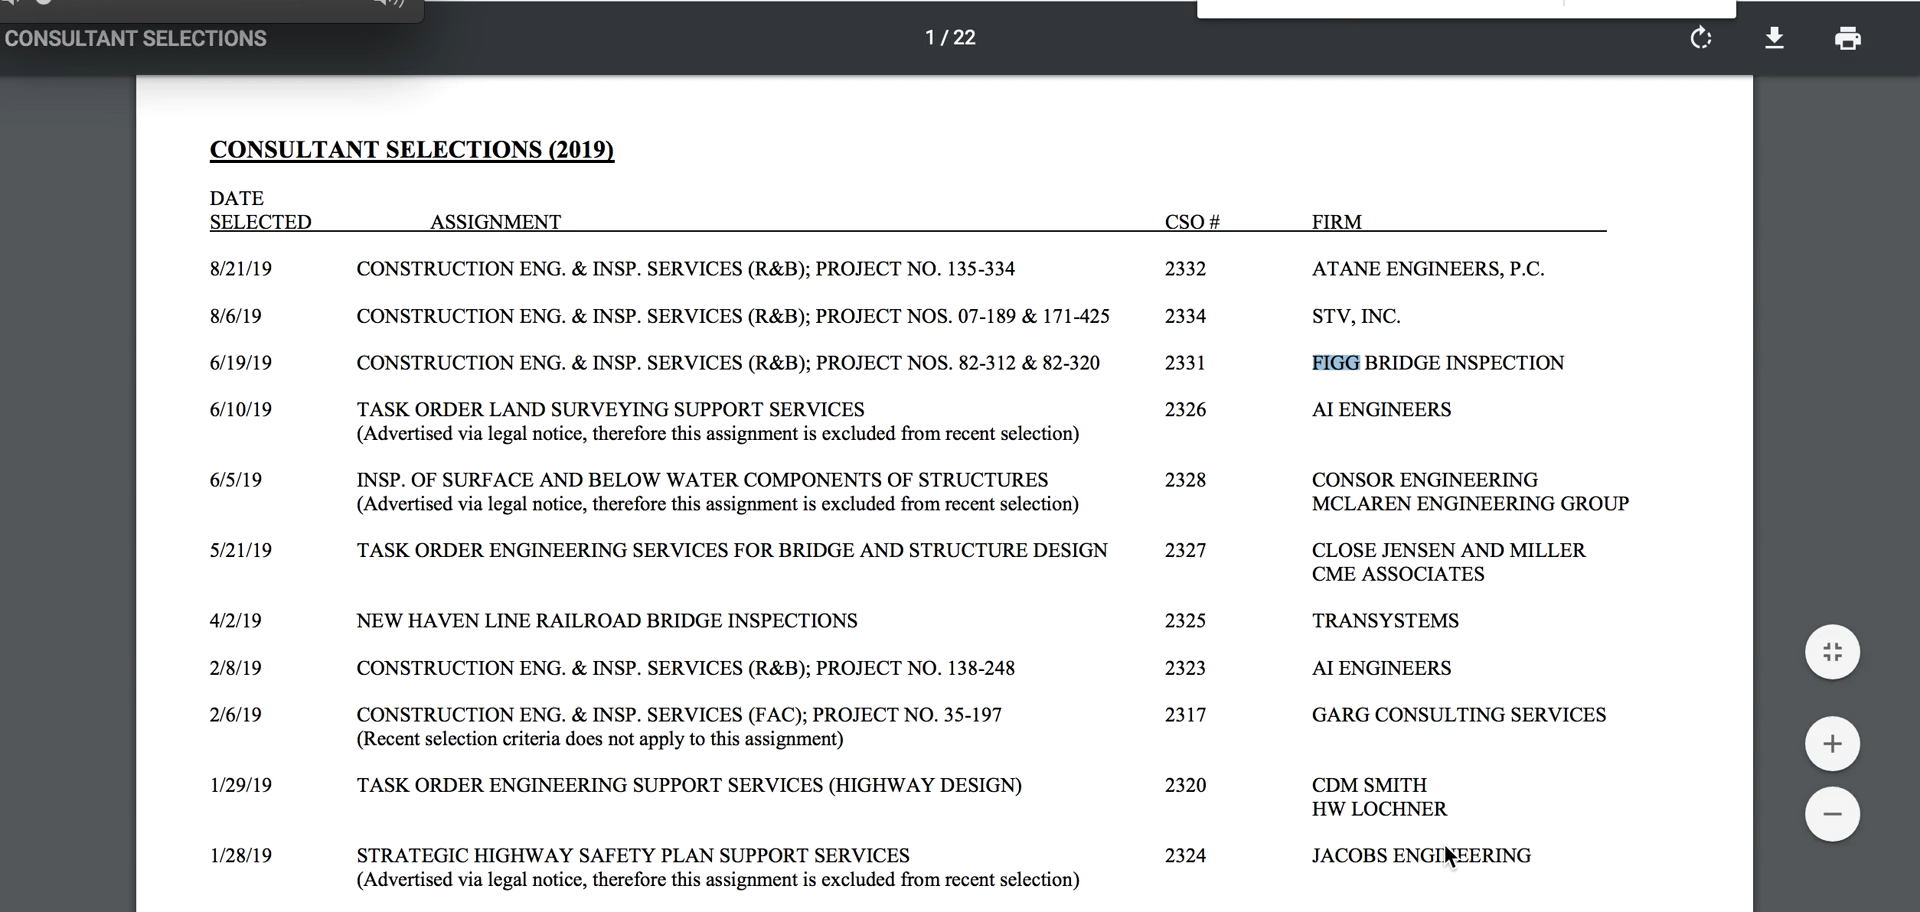 CONSULTANT SELECTIONS
1 / 22
CONSULTANT SELECTIONS (2019)
DATE
SELECTED ASSIGNMENT CSO # FIRM
8/21/19 CONSTRUCTION ENG. & INSP. SERVICES (R&B); PROJECT NO. 135-334 2332 ATANE ENGINEERS, P.C.
8/6/19 CONSTRUCTION ENG. & INSP. SERVICES (R&B); PROJECT NOS. 07-189 & 171-425 2334 STV, INC.
6/19/19 CONSTRUCTION ENG. & INSP. SERVICES (R&B); PROJECT NOS. 82-312 & 82-320 2331 FIGG BRIDGE INSPECTION
6/10/19 TASK ORDER LAND SURVEYING SUPPORT SERVICES 2326 AI ENGINEERS
(Advertised via legal notice, therefore this assignment is excluded from recent selection)
6/5/19 INSP. OF SURFACE AND BELOW WATER COMPONENTS OF STRUCTURES 2328 CONSOR ENGINEERING
(Advertised via legal notice, therefore this assignment is excluded from recent selection) MCLAREN ENGINEERING GROUP
5/21/19 TASK ORDER ENGINEERING SERVICES FOR BRIDGE AND STRUCTURE DESIGN 2327 CLOSE JENSEN AND MILLER
CME ASSOCIATES
4/2/19 NEW HAVEN LINE RAILROAD BRIDGE INSPECTIONS 2325 TRANSYSTEMS
2/8/19 CONSTRUCTION ENG. & INSP. SERVICES (R&B); PROJECT NO. 138-248 2323 AI ENGINEERS
2/6/19 CONSTRUCTION ENG. & INSP. SERVICES (FAC); PROJECT NO. 35-197 2317 GARG CONSULTING SERVICES
(Recent selection criteria does not apply to this assignment)
1/29/19 TASK ORDER ENGINEERING SUPPORT SERVICES (HIGHWAY DESIGN) 2320 CDM SMITH
HW LOCHNER
1/28/19 STRATEGIC HIGHWAY SAFETY PLAN SUPPORT SERVICES 2324 JACOBS ENGINEERING
(Advertised via legal notice, therefore this assignment is excluded from recent selection)